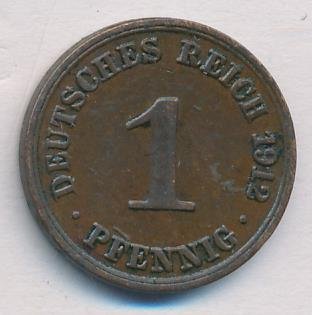 DEUTSCHES REICH 1912
1
· PFENNIG ·